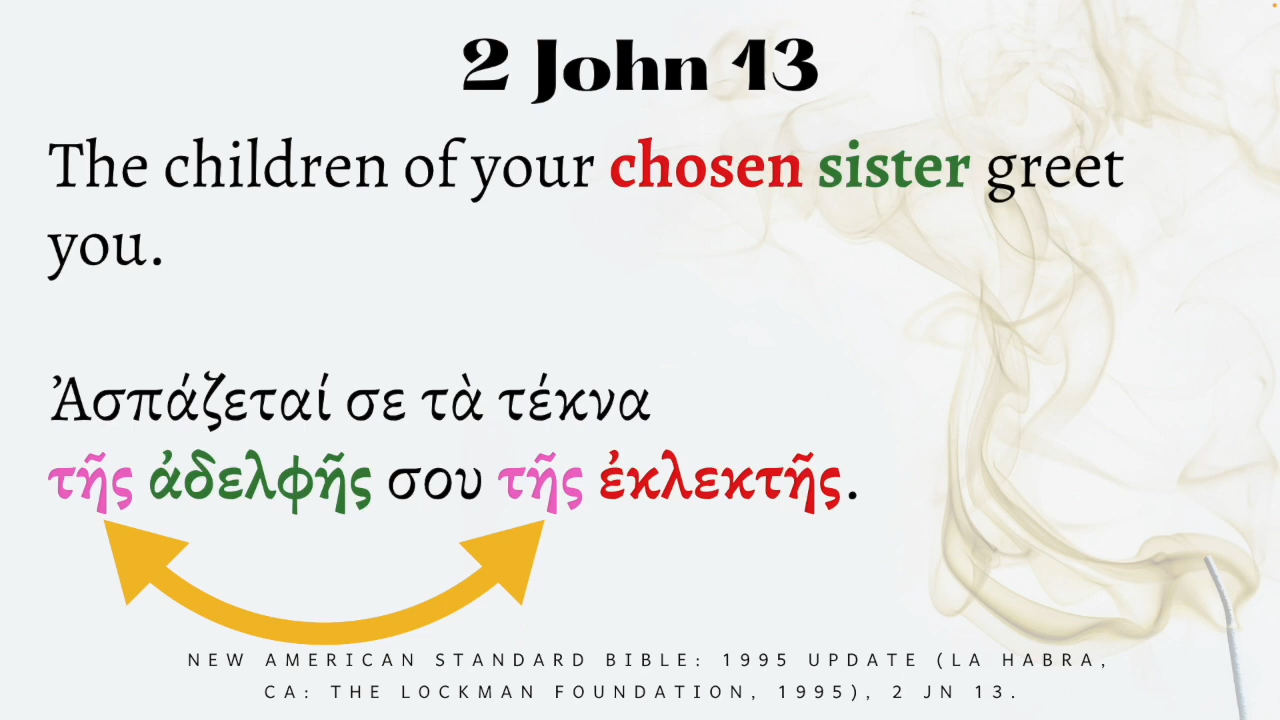 2 John 13
The children of your chosen sister greet
you.
Ἀσπάζεταί σε τὰ τέκνα
τῆς ἀδελφῆς σου τῆς ἐκλεκτῆς.
NEW AMERICAN STANDARD BIBLE: 1995 UPDATE (LA HABRA,
CA: THE LOCKMAN FOUNDATION, 1995), 2 JN 13.